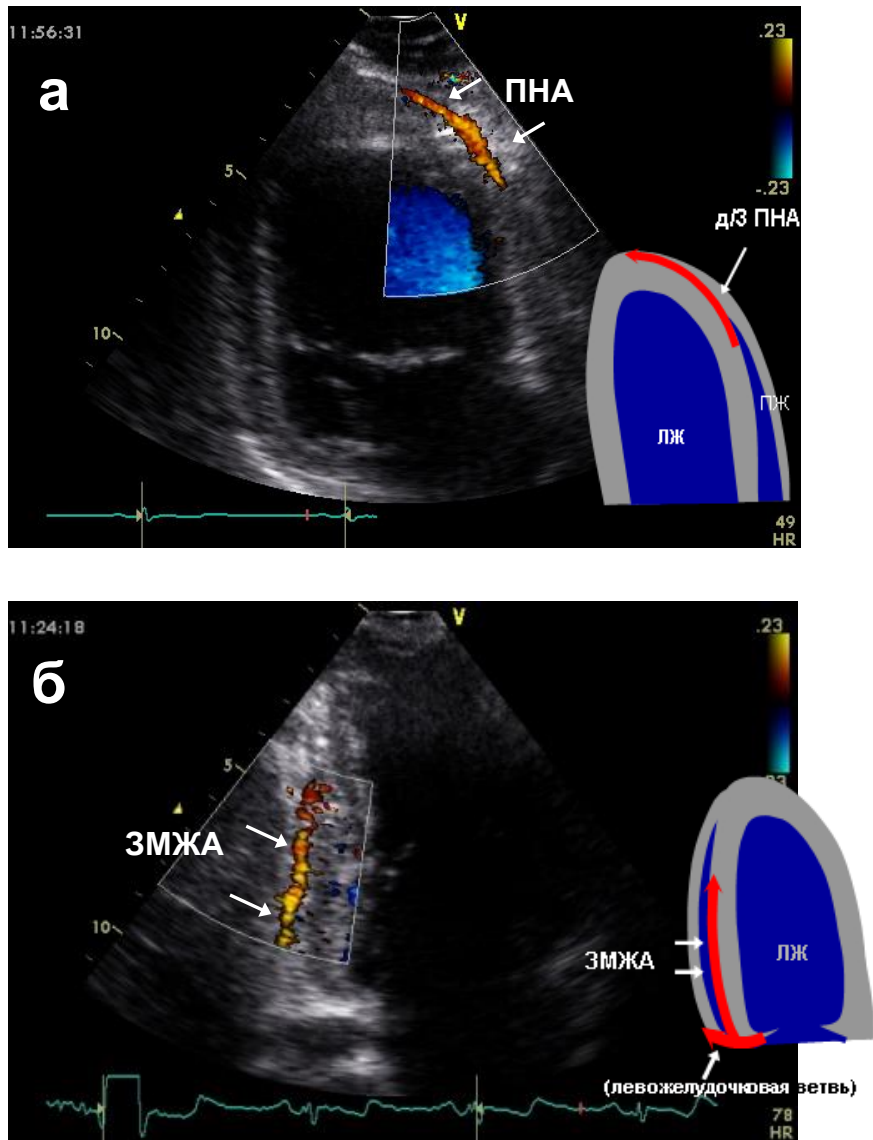 11:56:31
V
.23
а
ПНА
5
-.23
д/3 ПНА
10
ПЖ
ЛЖ
49
HR
11:24:18
V
.23
б
5
ЗМЖА
10
ЗМЖА
ЛЖ
(левожелудочковая ветвь)
78
HR